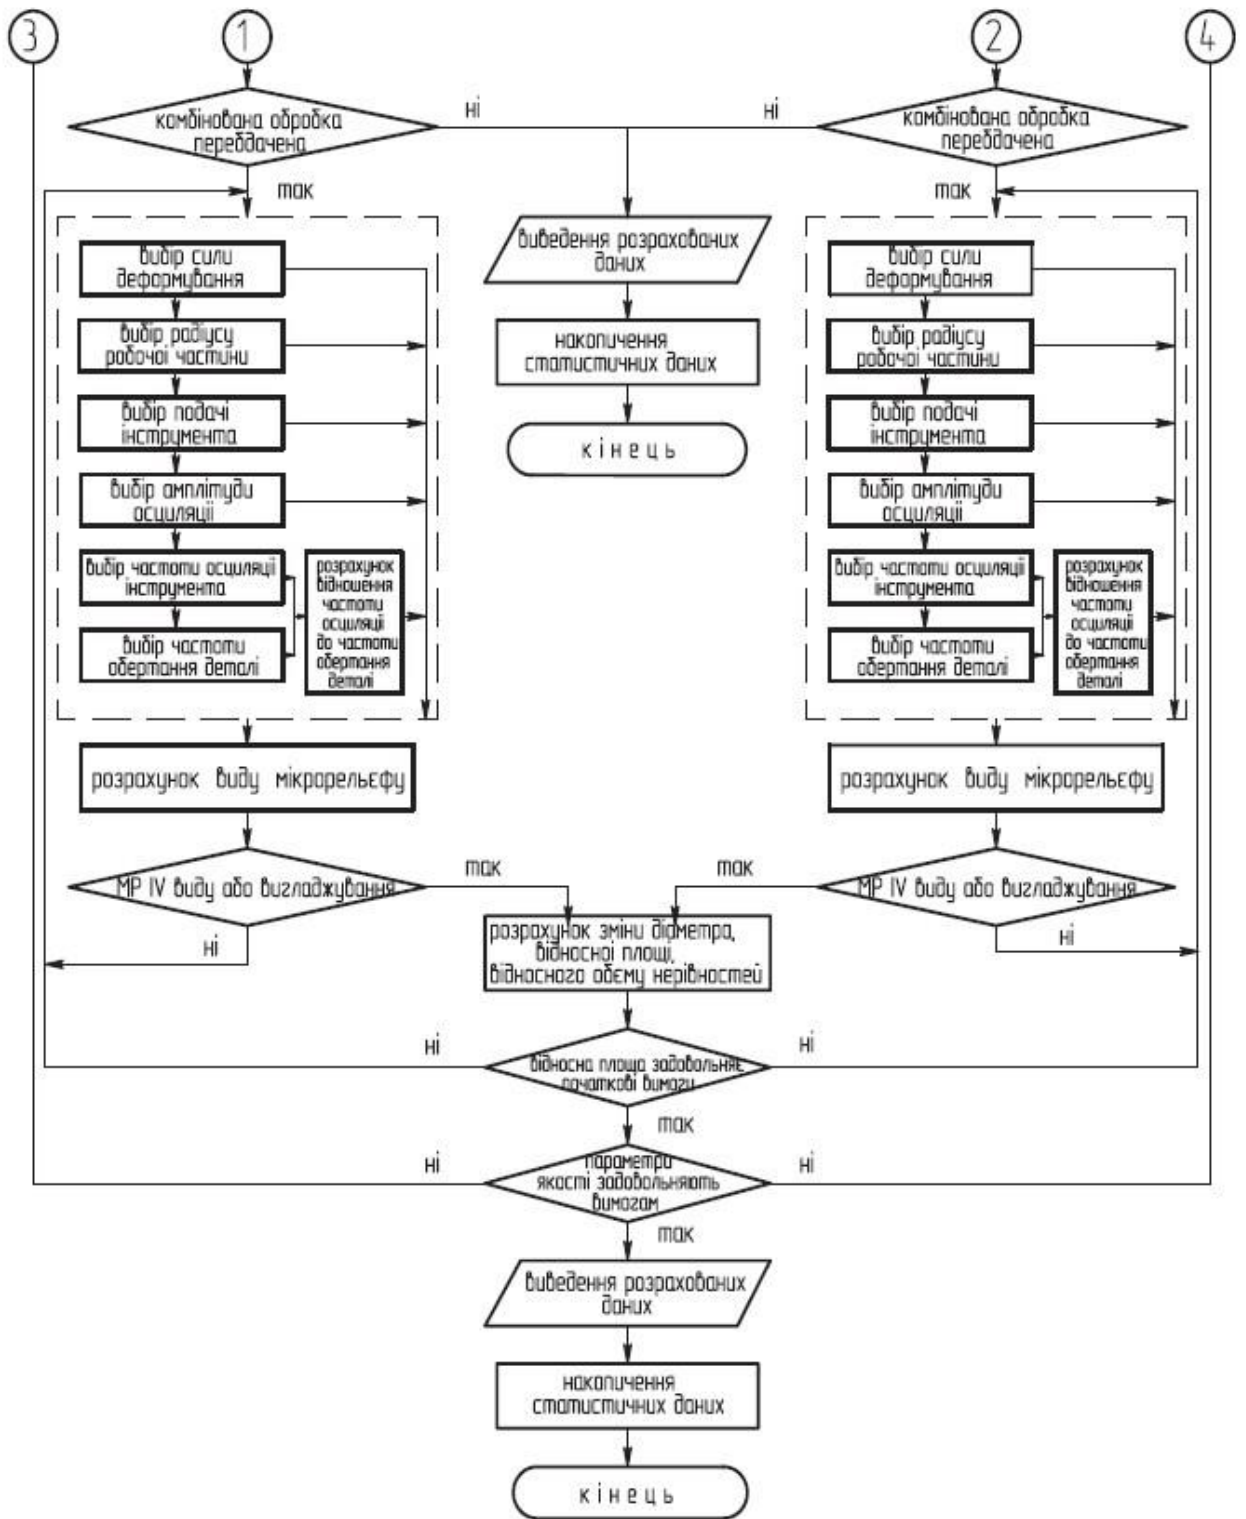 3
1
2
4
комбінована обробка
передбачена
ні
ні
комбінована обробка
передбачена
так
так
вибір сили
деформування
вибір радіусу
робочої частини
вибір подачі
інструмента
вибір амплітуди
осциляції
вибір частоти осциляції
інструмента
вибір частоти
обертання деталі
розрахунок
відношення
частоти
осциляції
до частоти
обертання
деталі
виведення розрахованих
даних
накопичення
статистичних даних
кінець
вибір сили
деформування
вибір радіусу
робочої частини
вибір подачі
інструмента
вибір амплітуди
осциляції
вибір частоти осциляції
інструмента
вибір частоти
обертання деталі
розрахунок
відношення
частоти
осциляції
до частоти
обертання
деталі
розрахунок виду мікрорельєфу
розрахунок виду мікрорельєфу
МР IV виду або вигладжування
так
так
МР IV виду або вигладжування
ні
ні
розрахунок зміни діаметра,
відносної площі,
відносного обєму нерівностей
ні
ні
відносна площа задовольняє
початкові вимоги
так
ні
ні
параметра
якості задовольняють
вимогам
так
виведення розрахованих
даних
накопичення
статистичних даних
кінець